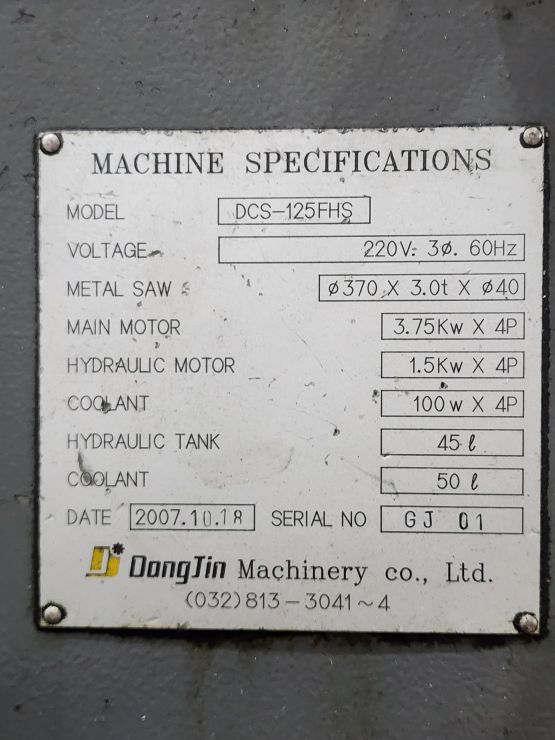 MACHINE SPECIFICATIONS
MODEL DCS-125FHS
VOLTAGE 220V. 3Ø. 60Hz
METAL SAW Ø370 X 3.0t X Ø40
MAIN MOTOR 3.75Kw X 4P
HYDRAULIC MOTOR 1.5Kw X 4P
COOLANT 100w X 4P
HYDRAULIC TANK 45 ℓ
COOLANT 50 ℓ
DATE 2007.10.18 SERIAL NO GJ 01
DongJin Machinery co., Ltd.
(032)813-3041~4